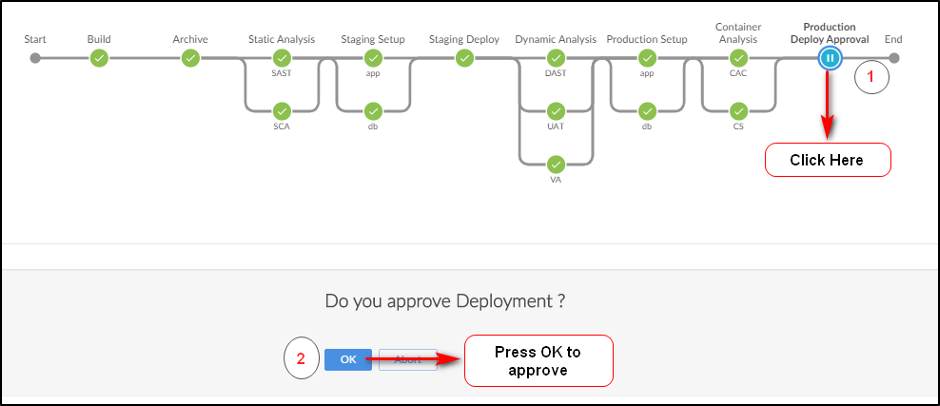 Start
Build
Archive
Static Analysis
Staging Setup
Staging Deploy
Dynamic Analysis
Production Setup
Container
Analysis
Production
Deploy Approval
End
SAST
app
DAST
app
CAC
1
SCA
db
UAT
db
CS
VA
Click Here
Do you approve Deployment ?
2
OK
Abort
Press OK to
approve